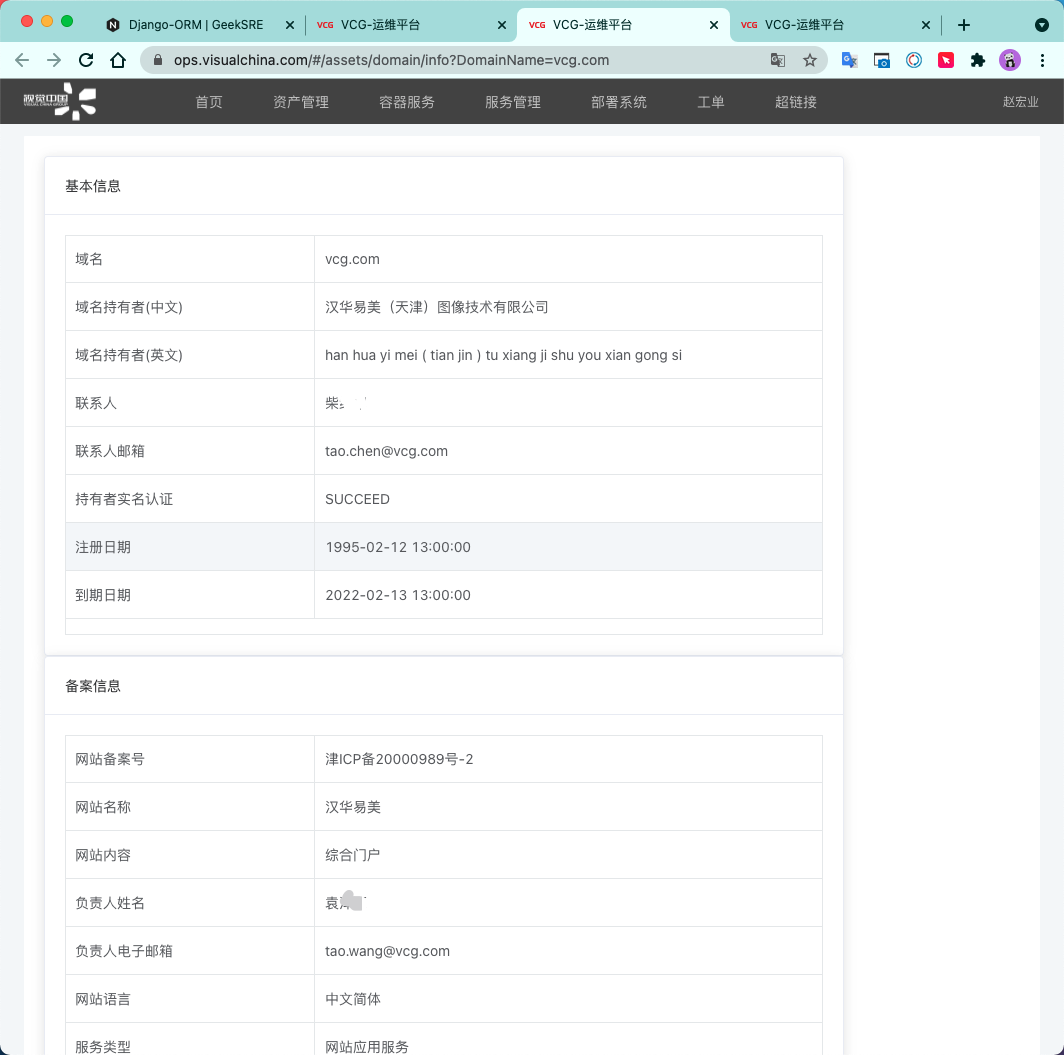 Django-ORM | GeekSRE
VCG VCG-运维平台
VCG VCG-运维平台
VCG VCG-运维平台
ops.visualchina.com/#/assets/domain/info?DomainName=vcg.com
视觉中国
VISUAL CHINA GROUP
首页 资产管理 容器服务 服务管理 部署系统 工单 超链接 赵宏业
基本信息
域名 vcg.com
域名持有者(中文) 汉华易美（天津）图像技术有限公司
域名持有者(英文) han hua yi mei ( tian jin ) tu xiang ji shu you xian gong si
联系人 柴
联系人邮箱 tao.chen@vcg.com
持有者实名认证 SUCCEED
注册日期 1995-02-12 13:00:00
到期日期 2022-02-13 13:00:00
备案信息
网站备案号 津ICP备20000989号-2
网站名称 汉华易美
网站内容 综合门户
负责人姓名 袁
负责人电子邮箱 tao.wang@vcg.com
网站语言 中文简体
服务类型 网站应用服务